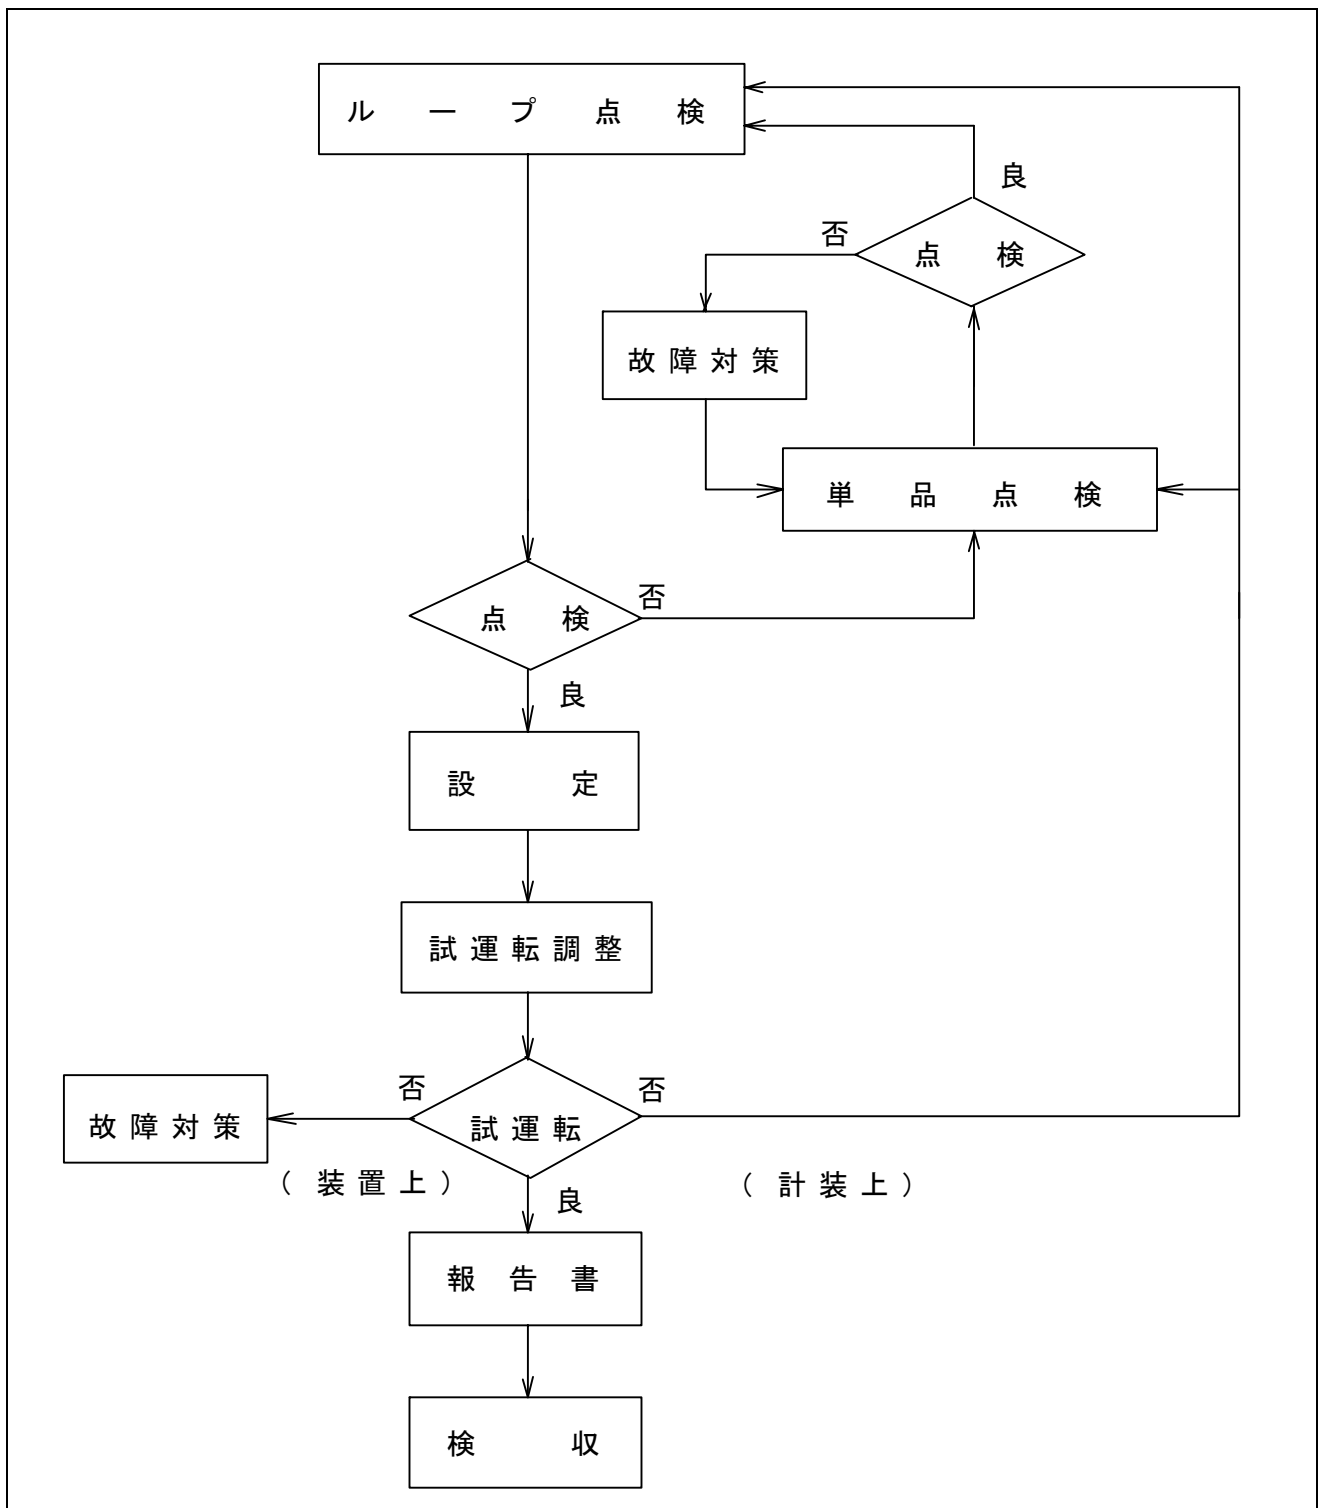 ループ点検
良
否
点検
故障対策
単品点検
否
点検
良
設定
試運転調整
否
否
故障対策
試運転
（装置上）
（計装上）
良
報告書
検収